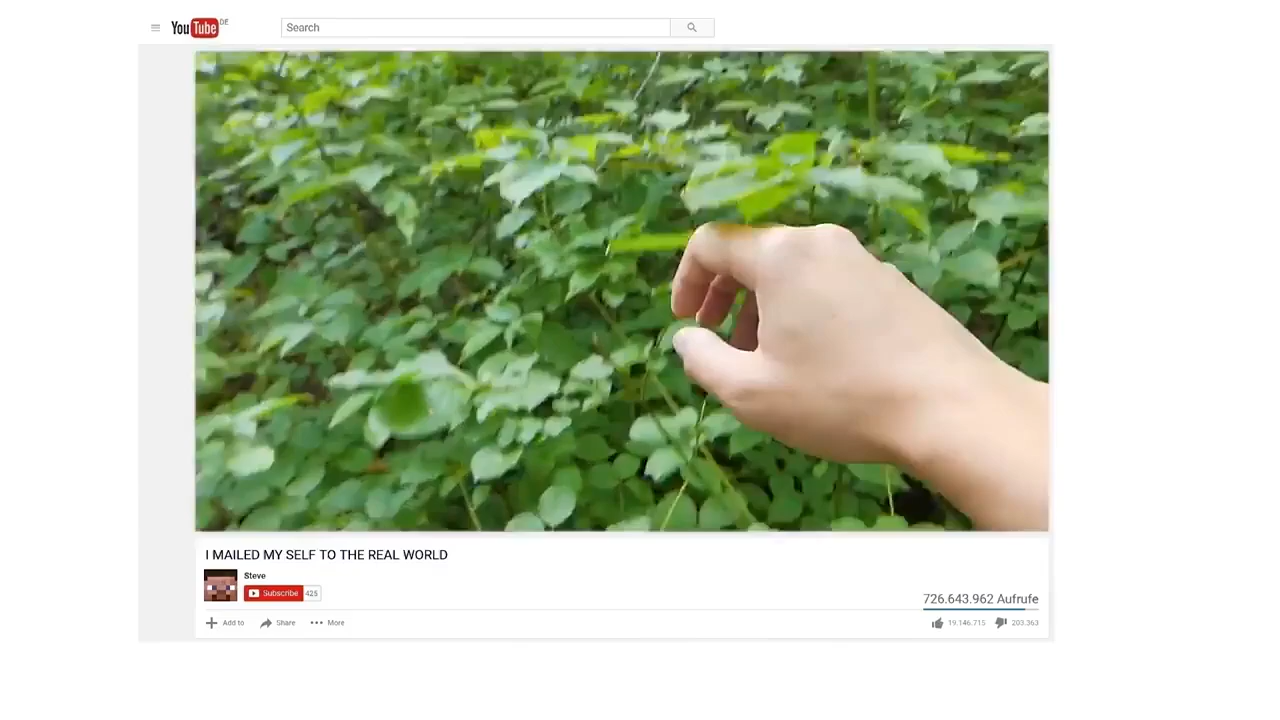 YouTube DE
Search
I MAILED MY SELF TO THE REAL WORLD
Steve
Subscribe 425
726.643.962 Aufrufe
Add to Share More
19.146.715 203.363